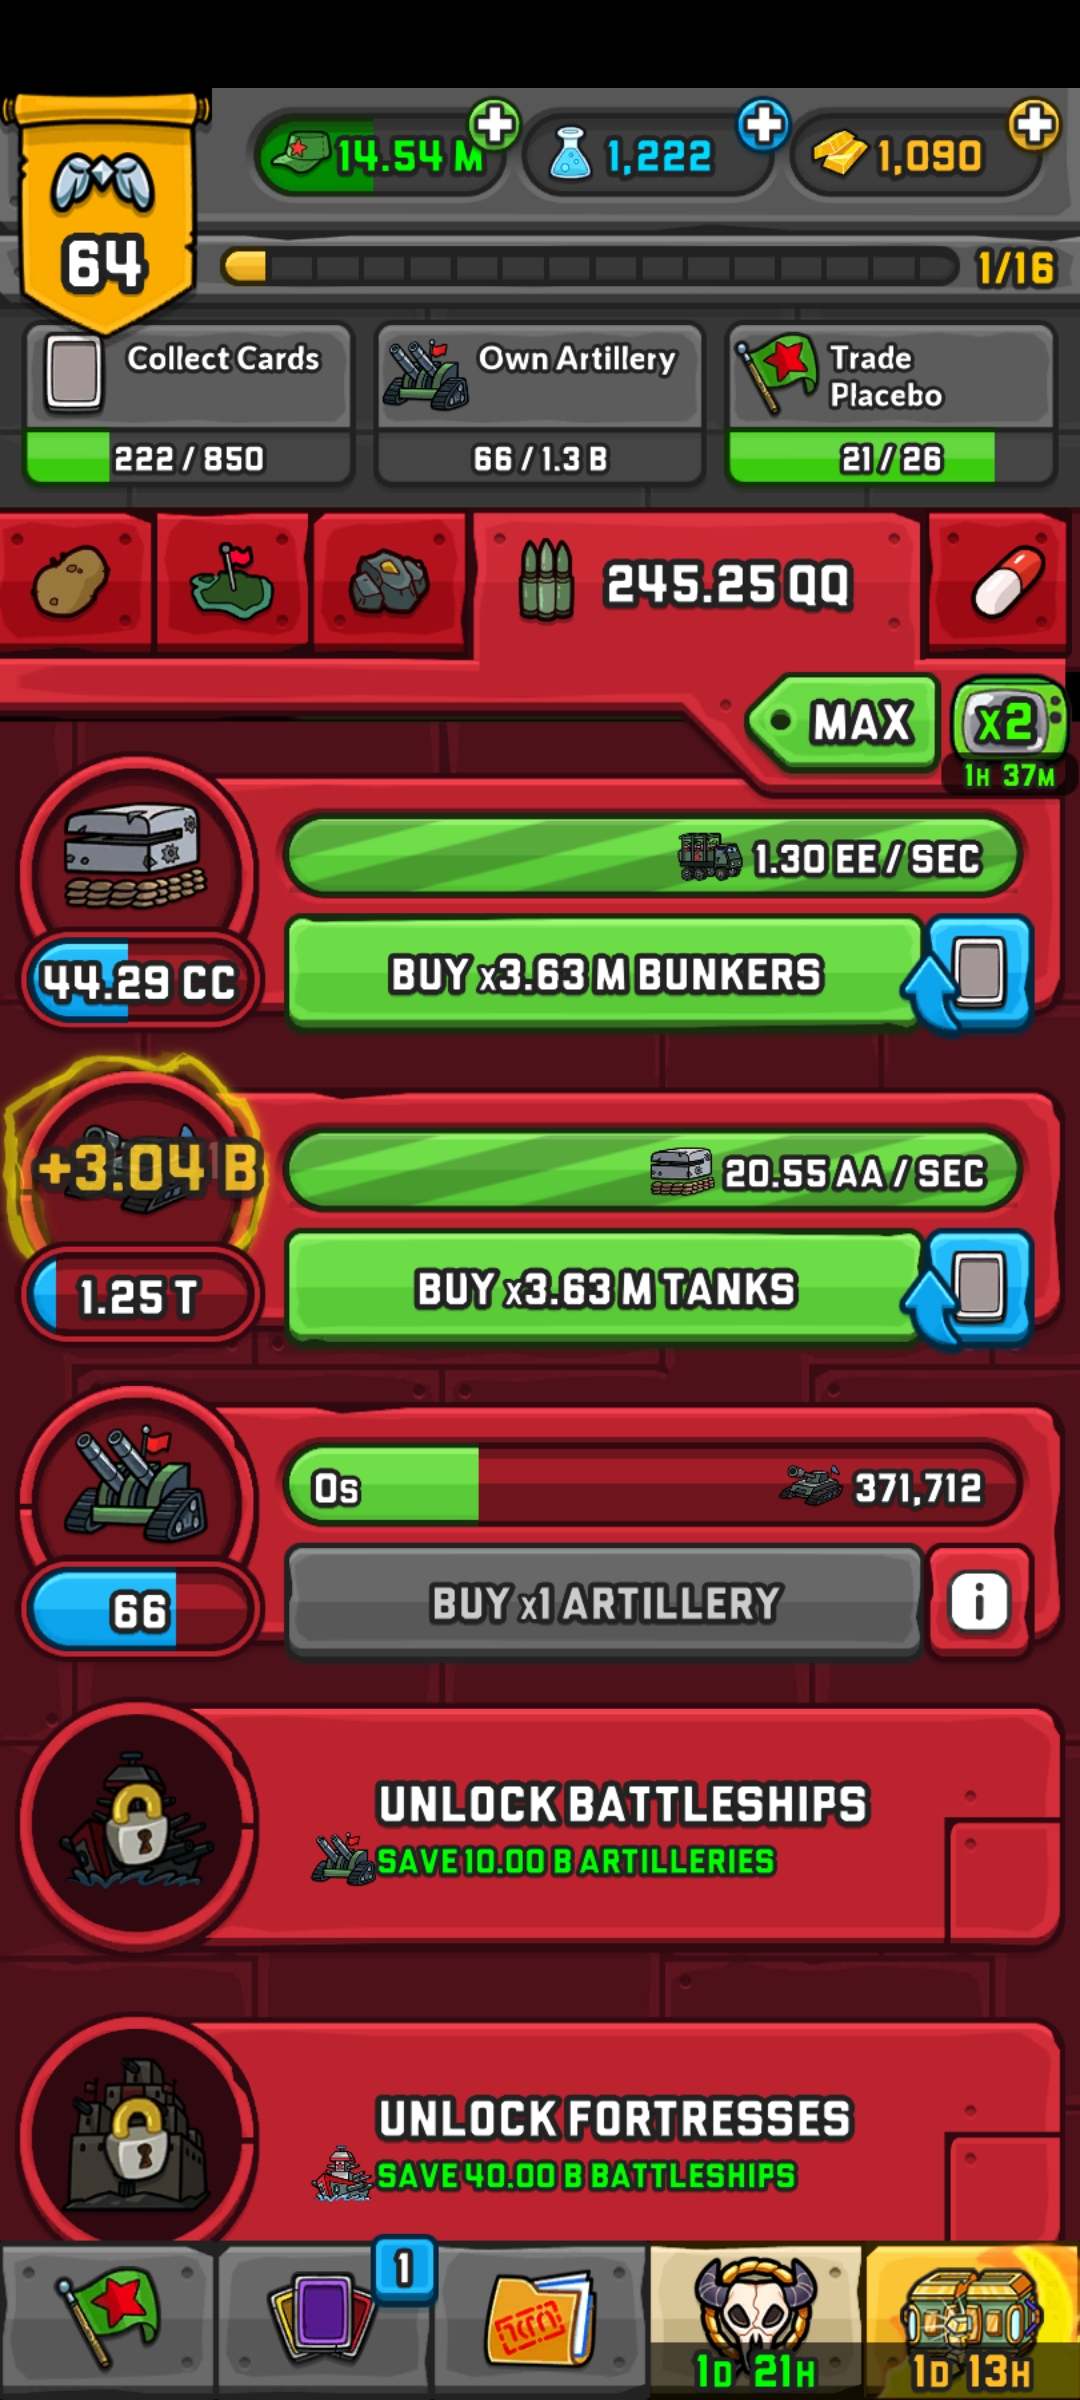 14.54 M
1,222
1,090
64
1/16
Collect Cards
222 / 850
Own Artillery
66 / 1.3 B
Trade
Placebo
21 / 26
245.25 QQ
MAX
x2
1H 37M
1.30 EE / SEC
44.29 CC
BUY x3.63 M BUNKERS
+3.04 B
20.55 AA / SEC
1.25 T
BUY x3.63 M TANKS
0s
371,712
66
BUY x1 ARTILLERY
i
UNLOCK BATTLESHIPS
SAVE 10.00 B ARTILLERIES
UNLOCK FORTRESSES
SAVE 40.00 B BATTLESHIPS
1
1D 21H
1D 13H